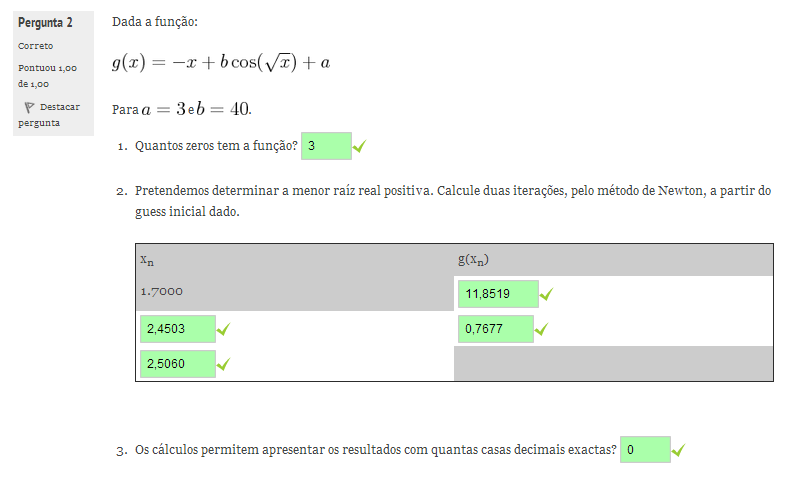 Pergunta 2
Correto
Pontuou 1,00
de 1,00
Destacar
pergunta
Dada a função:
g(x) = −x + b cos(√x) + a
Para a = 3 e b = 40.
1. Quantos zeros tem a função? 3
2. Pretendemos determinar a menor raíz real positiva. Calcule duas iterações, pelo método de Newton, a partir do
guess inicial dado.
xn g(xn)
1.7000 11,8519
2,4503 0,7677
2,5060
3. Os cálculos permitem apresentar os resultados com quantas casas decimais exactas? 0